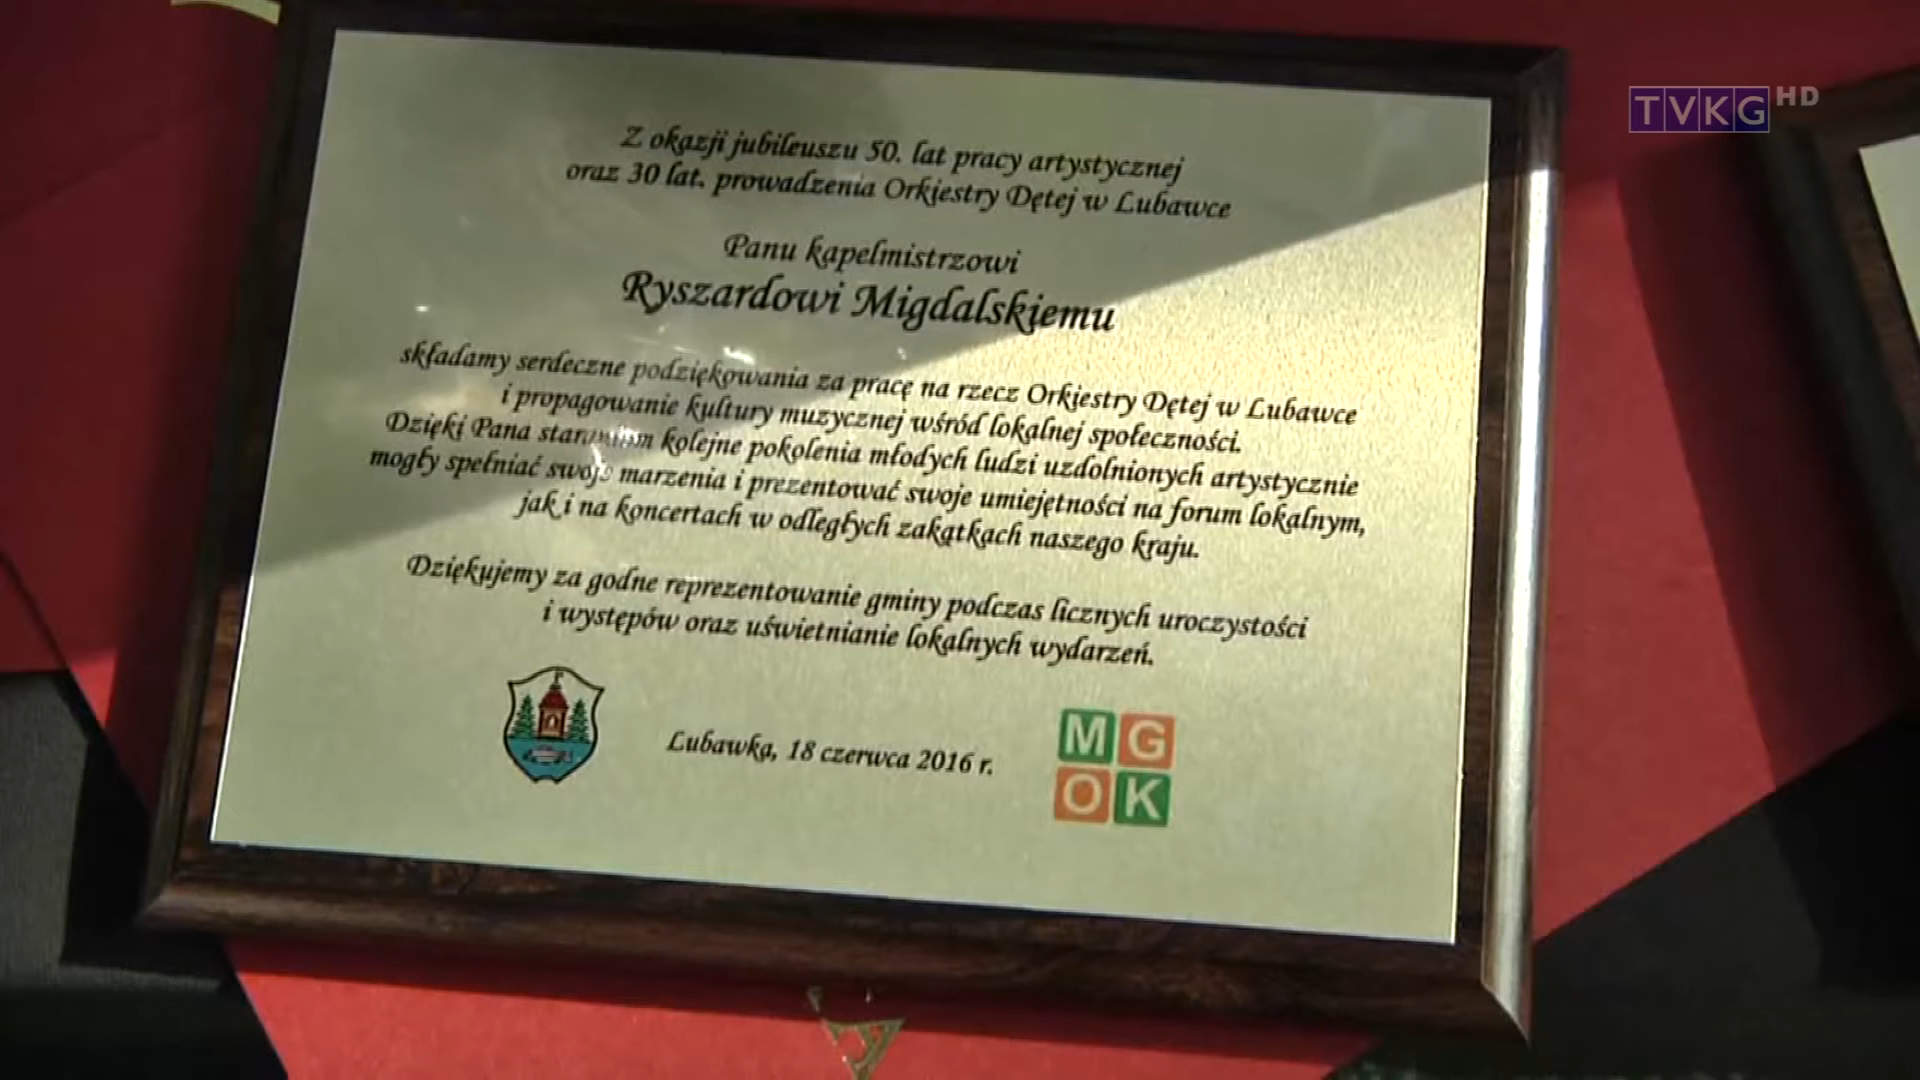 TVKG HD
Z okazji jubileuszu 50. lat pracy artystycznej
oraz 30 lat. prowadzenia Orkiestry Dętej w Lubawce
Panu kapelmistrzowi
Ryszardowi Migdalskiemu
składamy serdeczne podziękowania za pracę na rzecz Orkiestry Dętej w Lubawce
i propagowanie kultury muzycznej wśród lokalnej społeczności.
Dzięki Pana staraniom kolejne pokolenia młodych ludzi uzdolnionych artystycznie
mogły spełniać swoje marzenia i prezentować swoje umiejętności na forum lokalnym,
jak i na koncertach w odległych zakątkach naszego kraju.
Dziękujemy za godne reprezentowanie gminy podczas licznych uroczystości
i występów oraz uświetnianie lokalnych wydarzeń.
Lubawka, 18 czerwca 2016 r.
MG
OK